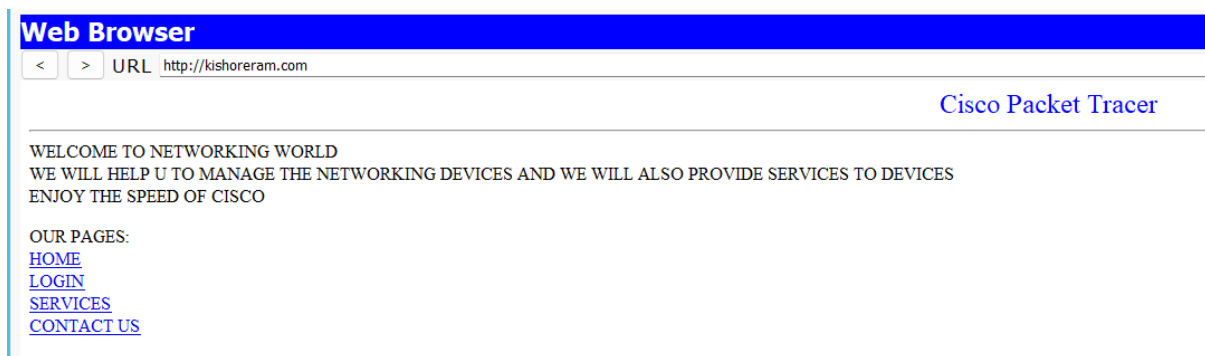 Web Browser
< > URL http://kishoreram.com
Cisco Packet Tracer
WELCOME TO NETWORKING WORLD
WE WILL HELP U TO MANAGE THE NETWORKING DEVICES AND WE WILL ALSO PROVIDE SERVICES TO DEVICES
ENJOY THE SPEED OF CISCO
OUR PAGES:
HOME
LOGIN
SERVICES
CONTACT US